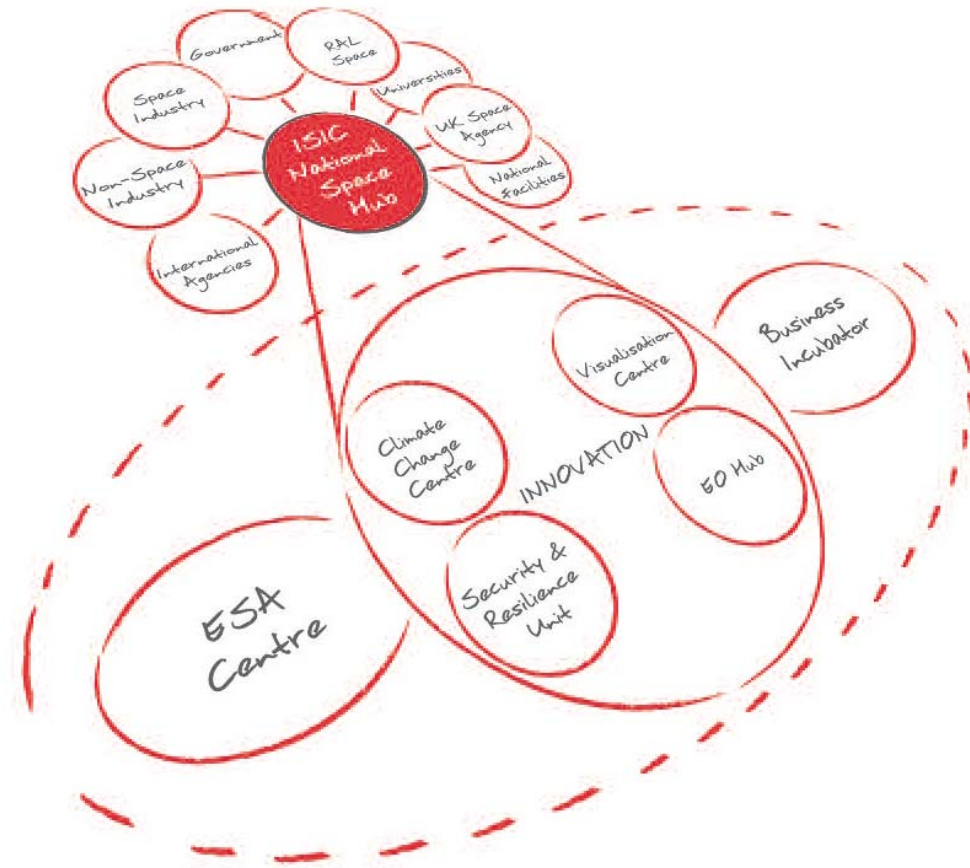 Government
RAL
Space
Universities
Space
Industry
UK Space
Agency
ISIC
National
Space
Hub
Non-Space
Industry
National
Facilities
International
Agencies
Business
Incubator
Visualisation
Centre
Climate
Change
Centre
INNOVATION
EO Hub
Security &
Resilience
Unit
ESA
Centre